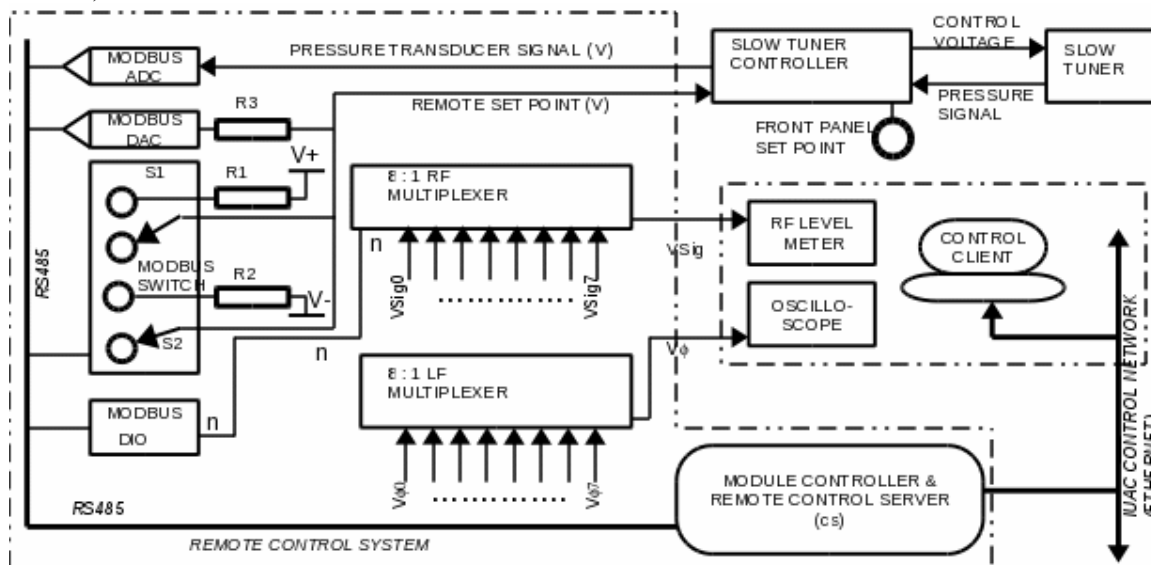 MODBUS
ADC
PRESSURE TRANSDUCER SIGNAL (V)
SLOW TUNER
CONTROLLER
CONTROL
VOLTAGE
SLOW
TUNER
R3
REMOTE SET POINT (V)
PRESSURE
SIGNAL
MODBUS
DAC
FRONT PANEL
SET POINT
V+
S1
R1
8 : 1 RF
MULTIPLEXER
RF LEVEL
METER
CONTROL
CLIENT
n
VSig
RS485
MODBUS
SWITCH
R2
V-
VSig0
VSig7
OSCILLO-
SCOPE
S2
n
Vϕ
8 : 1 LF
MULTIPLEXER
MODBUS
DIO
n
Vϕ0
Vϕ7
MODULE CONTROLLER &
REMOTE CONTROL SERVER
(cs)
IUAC CONTROL NETWORK
(ETHERNET)
RS485
REMOTE CONTROL SYSTEM